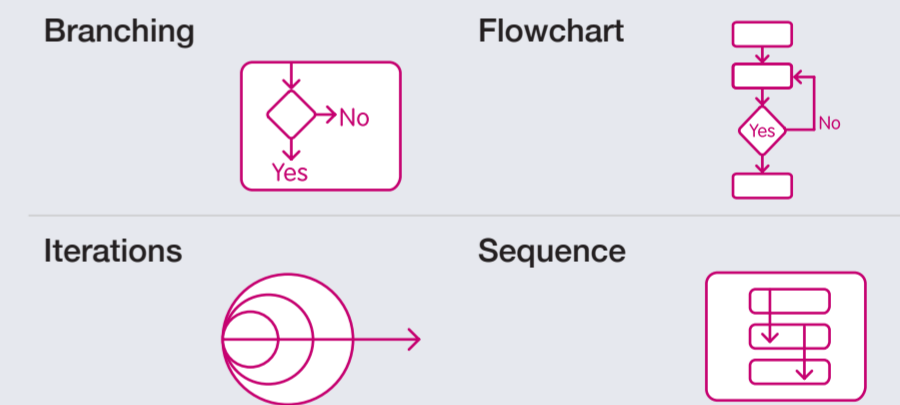 Branching
No
Yes
Flowchart
Yes
No
Iterations
Sequence